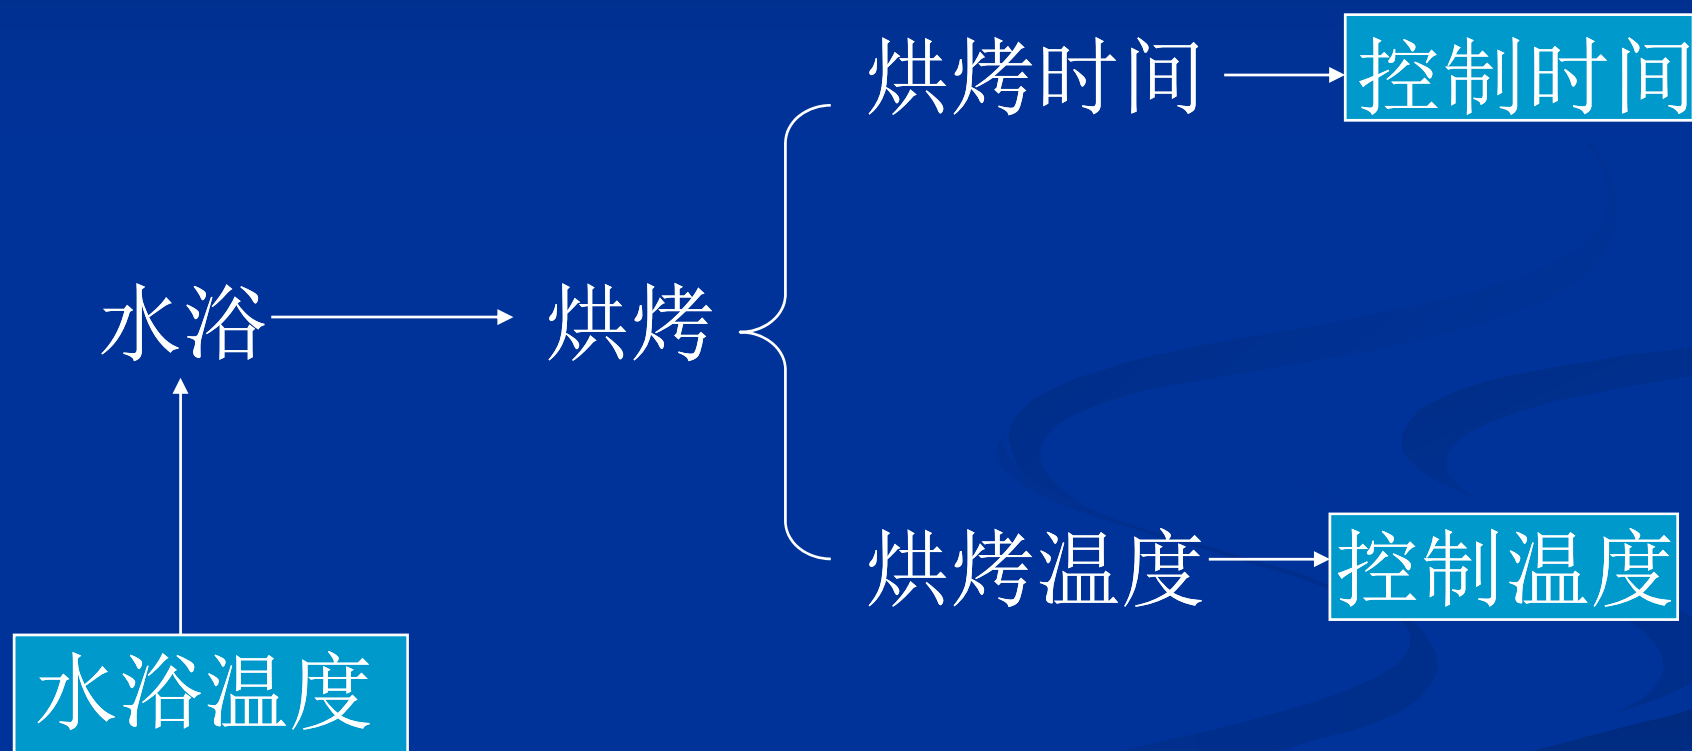 烘烤时间
控制时间
水浴
烘烤
烘烤温度
控制温度
水浴温度